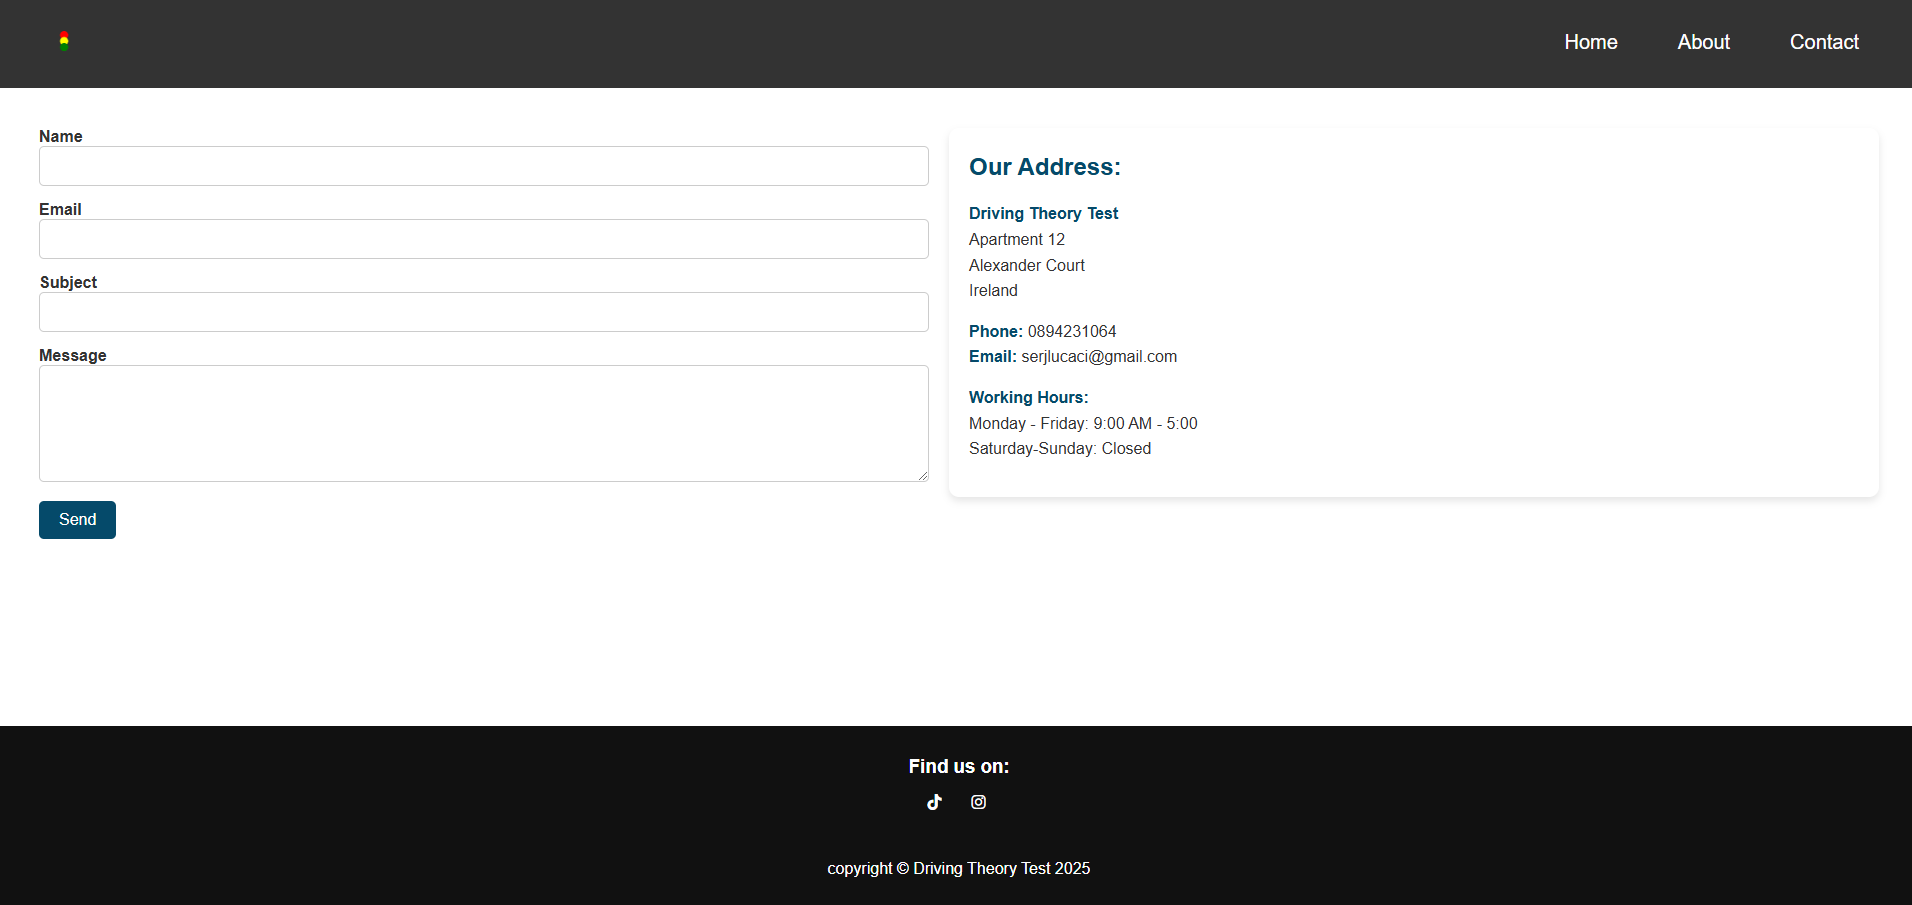 Home About Contact
Name
Email
Subject
Message
Send
Our Address:
Driving Theory Test
Apartment 12
Alexander Court
Ireland
Phone: 0894231064
Email: serjlucaci@gmail.com
Working Hours:
Monday - Friday: 9:00 AM - 5:00
Saturday-Sunday: Closed
Find us on:
copyright © Driving Theory Test 2025